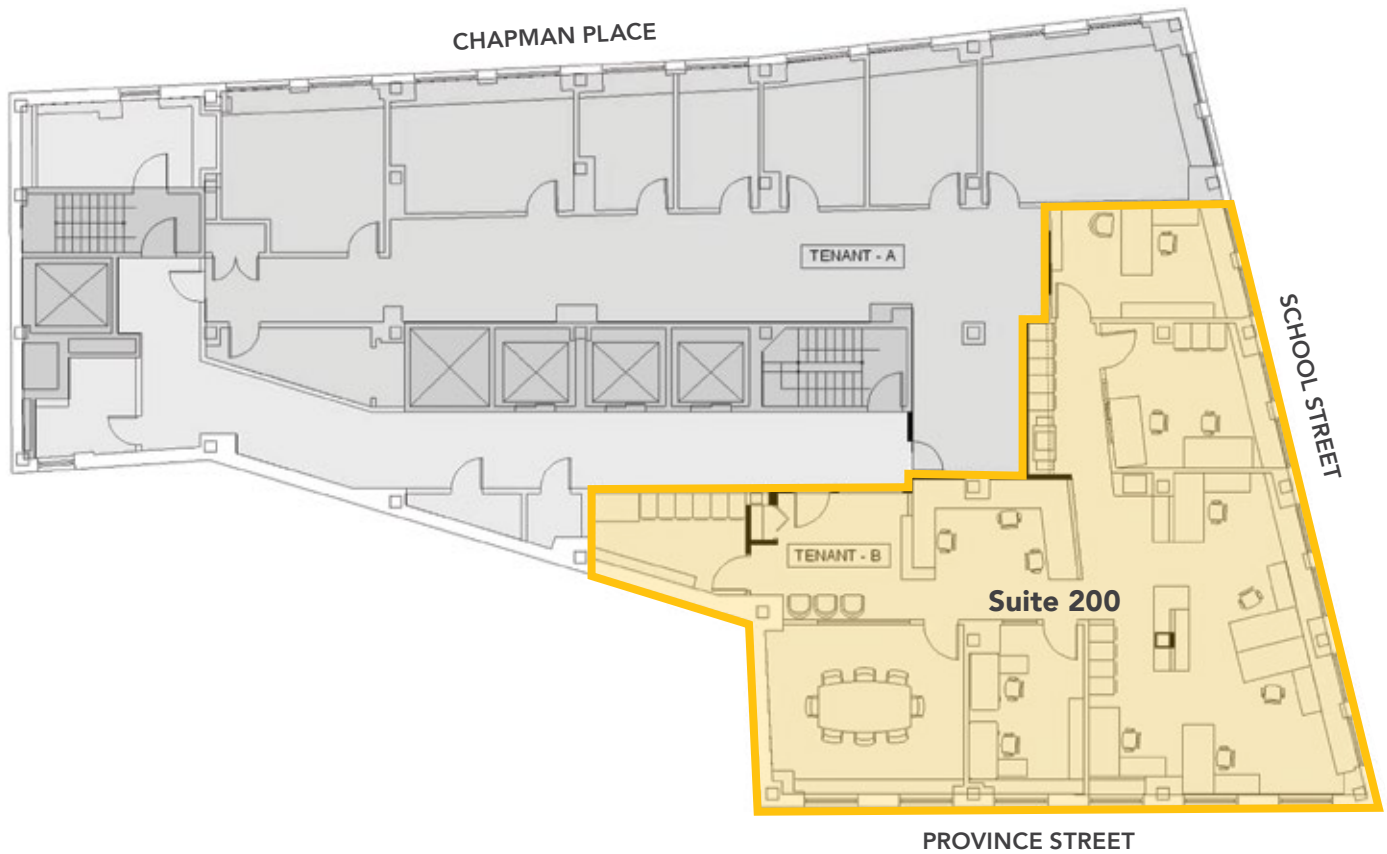 CHAPMAN PLACE
TENANT - A
SCHOOL STREET
TENANT - B
Suite 200
PROVINCE STREET